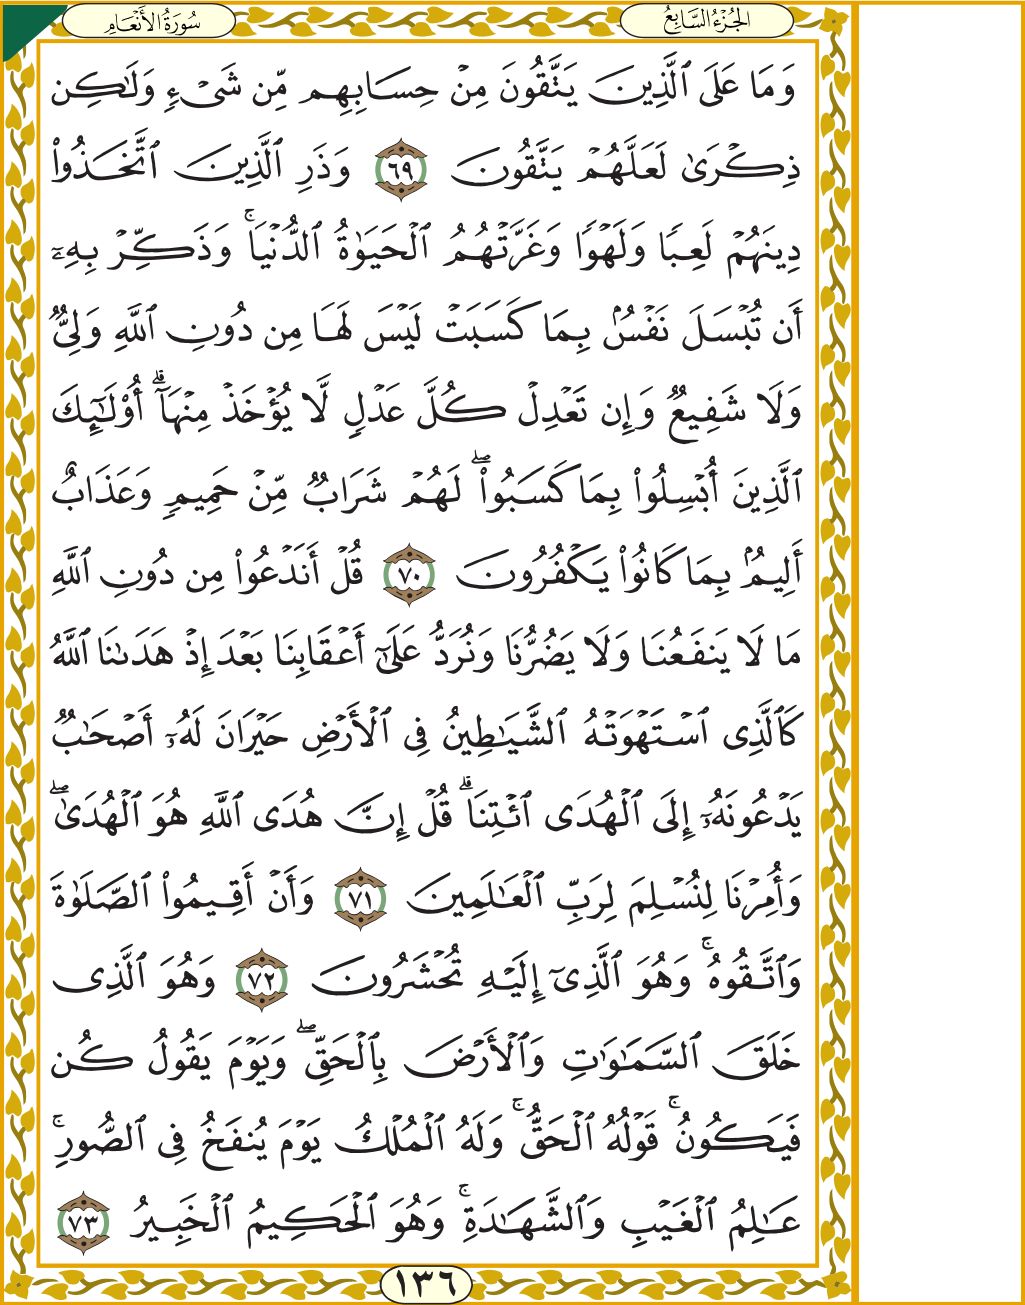 سُورَةُ الأَنْعَامِ
الجُزْءُ السَّابِعُ
وَمَا عَلَى ٱلَّذِينَ يَتَّقُونَ مِنْ حِسَابِهِم مِّن شَىْءٍ وَلَٰكِن
ذِكْرَىٰ لَعَلَّهُمْ يَتَّقُونَ ٦٩ وَذَرِ ٱلَّذِينَ ٱتَّخَذُوا۟
دِينَهُمْ لَعِبًا وَلَهْوًا وَغَرَّتْهُمُ ٱلْحَيَوٰةُ ٱلدُّنْيَا ۚ وَذَكِّرْ بِهِۦٓ
أَن تُبْسَلَ نَفْسٌۢ بِمَا كَسَبَتْ لَيْسَ لَهَا مِن دُونِ ٱللَّهِ وَلِىٌّ
وَلَا شَفِيعٌ وَإِن تَعْدِلْ كُلَّ عَدْلٍ لَّا يُؤْخَذْ مِنْهَآ ۗ أُو۟لَٰٓئِكَ
ٱلَّذِينَ أُبْسِلُوا۟ بِمَا كَسَبُوا۟ ۖ لَهُمْ شَرَابٌ مِّنْ حَمِيمٍ وَعَذَابٌ
أَلِيمٌۢ بِمَا كَانُوا۟ يَكْفُرُونَ ٧٠ قُلْ أَنَدْعُوا۟ مِن دُونِ ٱللَّهِ
مَا لَا يَنفَعُنَا وَلَا يَضُرُّنَا وَنُرَدُّ عَلَىٰٓ أَعْقَابِنَا بَعْدَ إِذْ هَدَىٰنَا ٱللَّهُ
كَٱلَّذِى ٱسْتَهْوَتْهُ ٱلشَّيَٰطِينُ فِى ٱلْأَرْضِ حَيْرَانَ لَهُۥٓ أَصْحَٰبٌ
يَدْعُونَهُۥٓ إِلَى ٱلْهُدَى ٱئْتِنَا ۗ قُلْ إِنَّ هُدَى ٱللَّهِ هُوَ ٱلْهُدَىٰ ۖ
وَأُمِرْنَا لِنُسْلِمَ لِرَبِّ ٱلْعَٰلَمِينَ ٧١ وَأَنْ أَقِيمُوا۟ ٱلصَّلَوٰةَ
وَٱتَّقُوهُ ۚ وَهُوَ ٱلَّذِىٓ إِلَيْهِ تُحْشَرُونَ ٧٢ وَهُوَ ٱلَّذِى
خَلَقَ ٱلسَّمَٰوَٰتِ وَٱلْأَرْضَ بِٱلْحَقِّ ۖ وَيَوْمَ يَقُولُ كُن
فَيَكُونُ ۚ قَوْلُهُ ٱلْحَقُّ ۚ وَلَهُ ٱلْمُلْكُ يَوْمَ يُنفَخُ فِى ٱلصُّورِ ۚ
عَٰلِمُ ٱلْغَيْبِ وَٱلشَّهَٰدَةِ ۚ وَهُوَ ٱلْحَكِيمُ ٱلْخَبِيرُ ٧٣
١٣٦